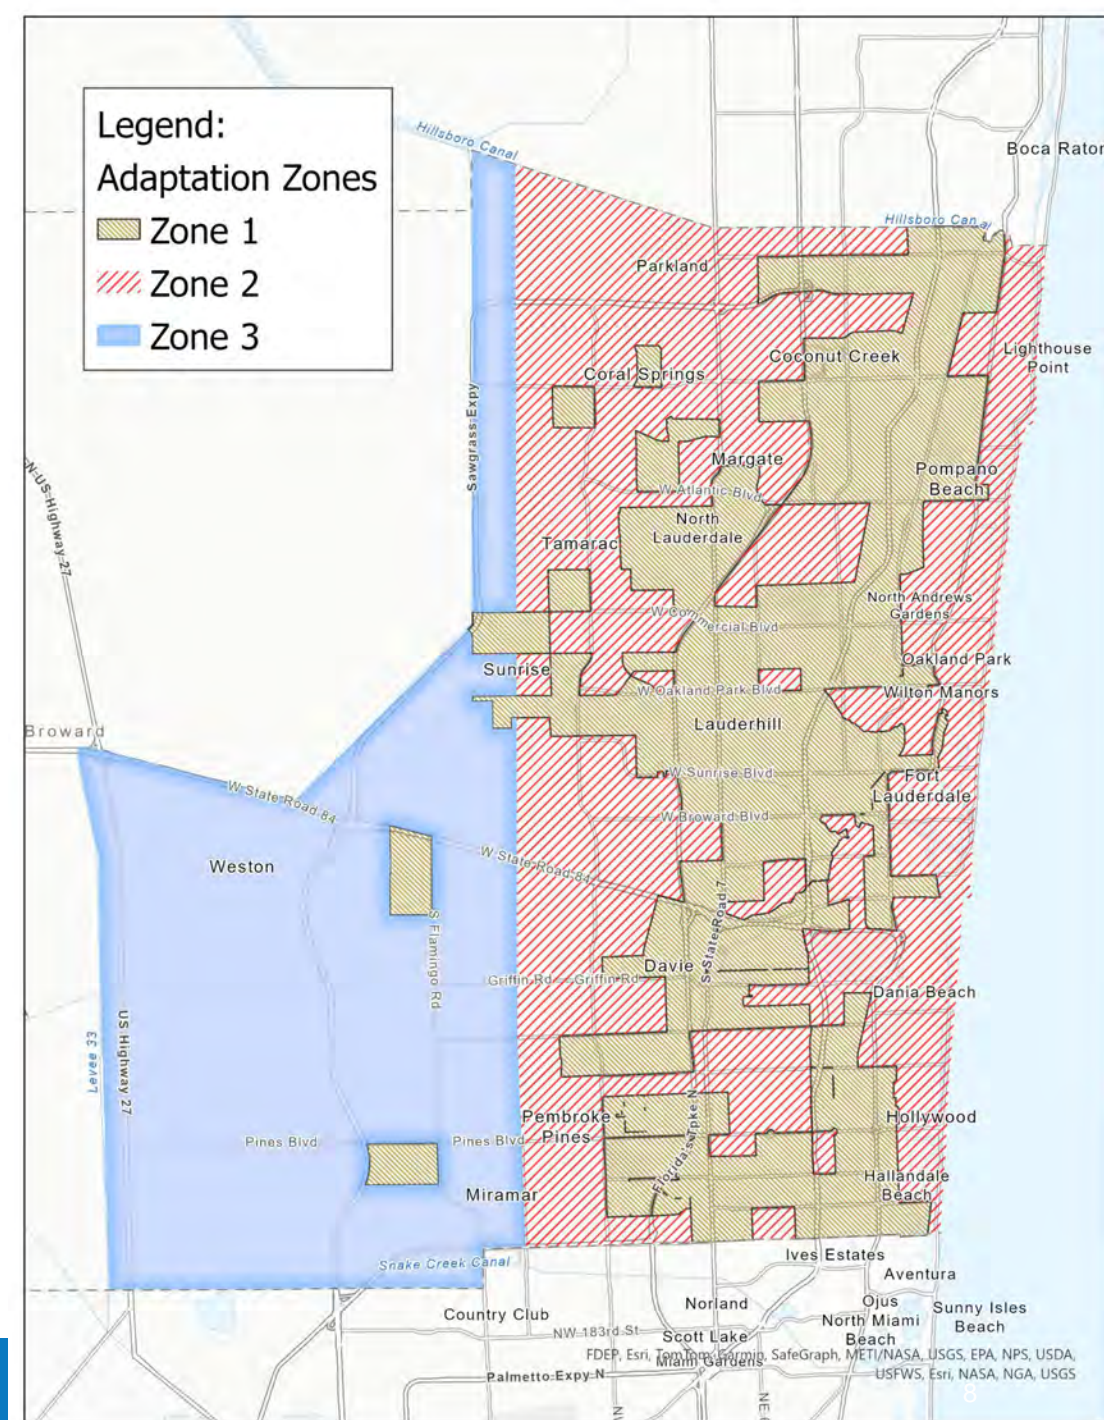 Legend:
Adaptation Zones
Zone 1
Zone 2
Zone 3
Hillsboro Canal
Boca Raton
Hillsboro Canal
Parkland
Lighthouse
Point
Coconut Creek
Coral Springs
Sawgrass Expy
Margate
Pompano
Beach
W Atlantic Blvd
N US Highway 27
North
Lauderdale
Tamarac
North Andrews
Gardens
W Commercial Blvd
Oakland Park
Sunrise
W Oakland Park Blvd
Wilton Manors
Lauderhill
Broward
W Sunrise Blvd
Fort
Lauderdale
W State Road 84
W Broward Blvd
Weston
W State Road 84
S State Road 7
S Flamingo Rd
Davie
Griffin Rd
Griffin Rd
Dania Beach
Levee 33
US Highway 27
Florida's Tpke N
Pembroke
Pines
Hollywood
Pines Blvd
Pines Blvd
Hallandale
Beach
Miramar
Snake Creek Canal
Ives Estates
Aventura
Country Club
Norland
Ojus
Sunny Isles
Beach
North Miami
Beach
NW 183rd St
Scott Lake
FDEP, Esri, TomTom, Garmin, SafeGraph, METI/NASA, USGS, EPA, NPS, USDA,
Miami Gardens
USFWS, Esri, NASA, NGA, USGS
Palmetto Expy N
8